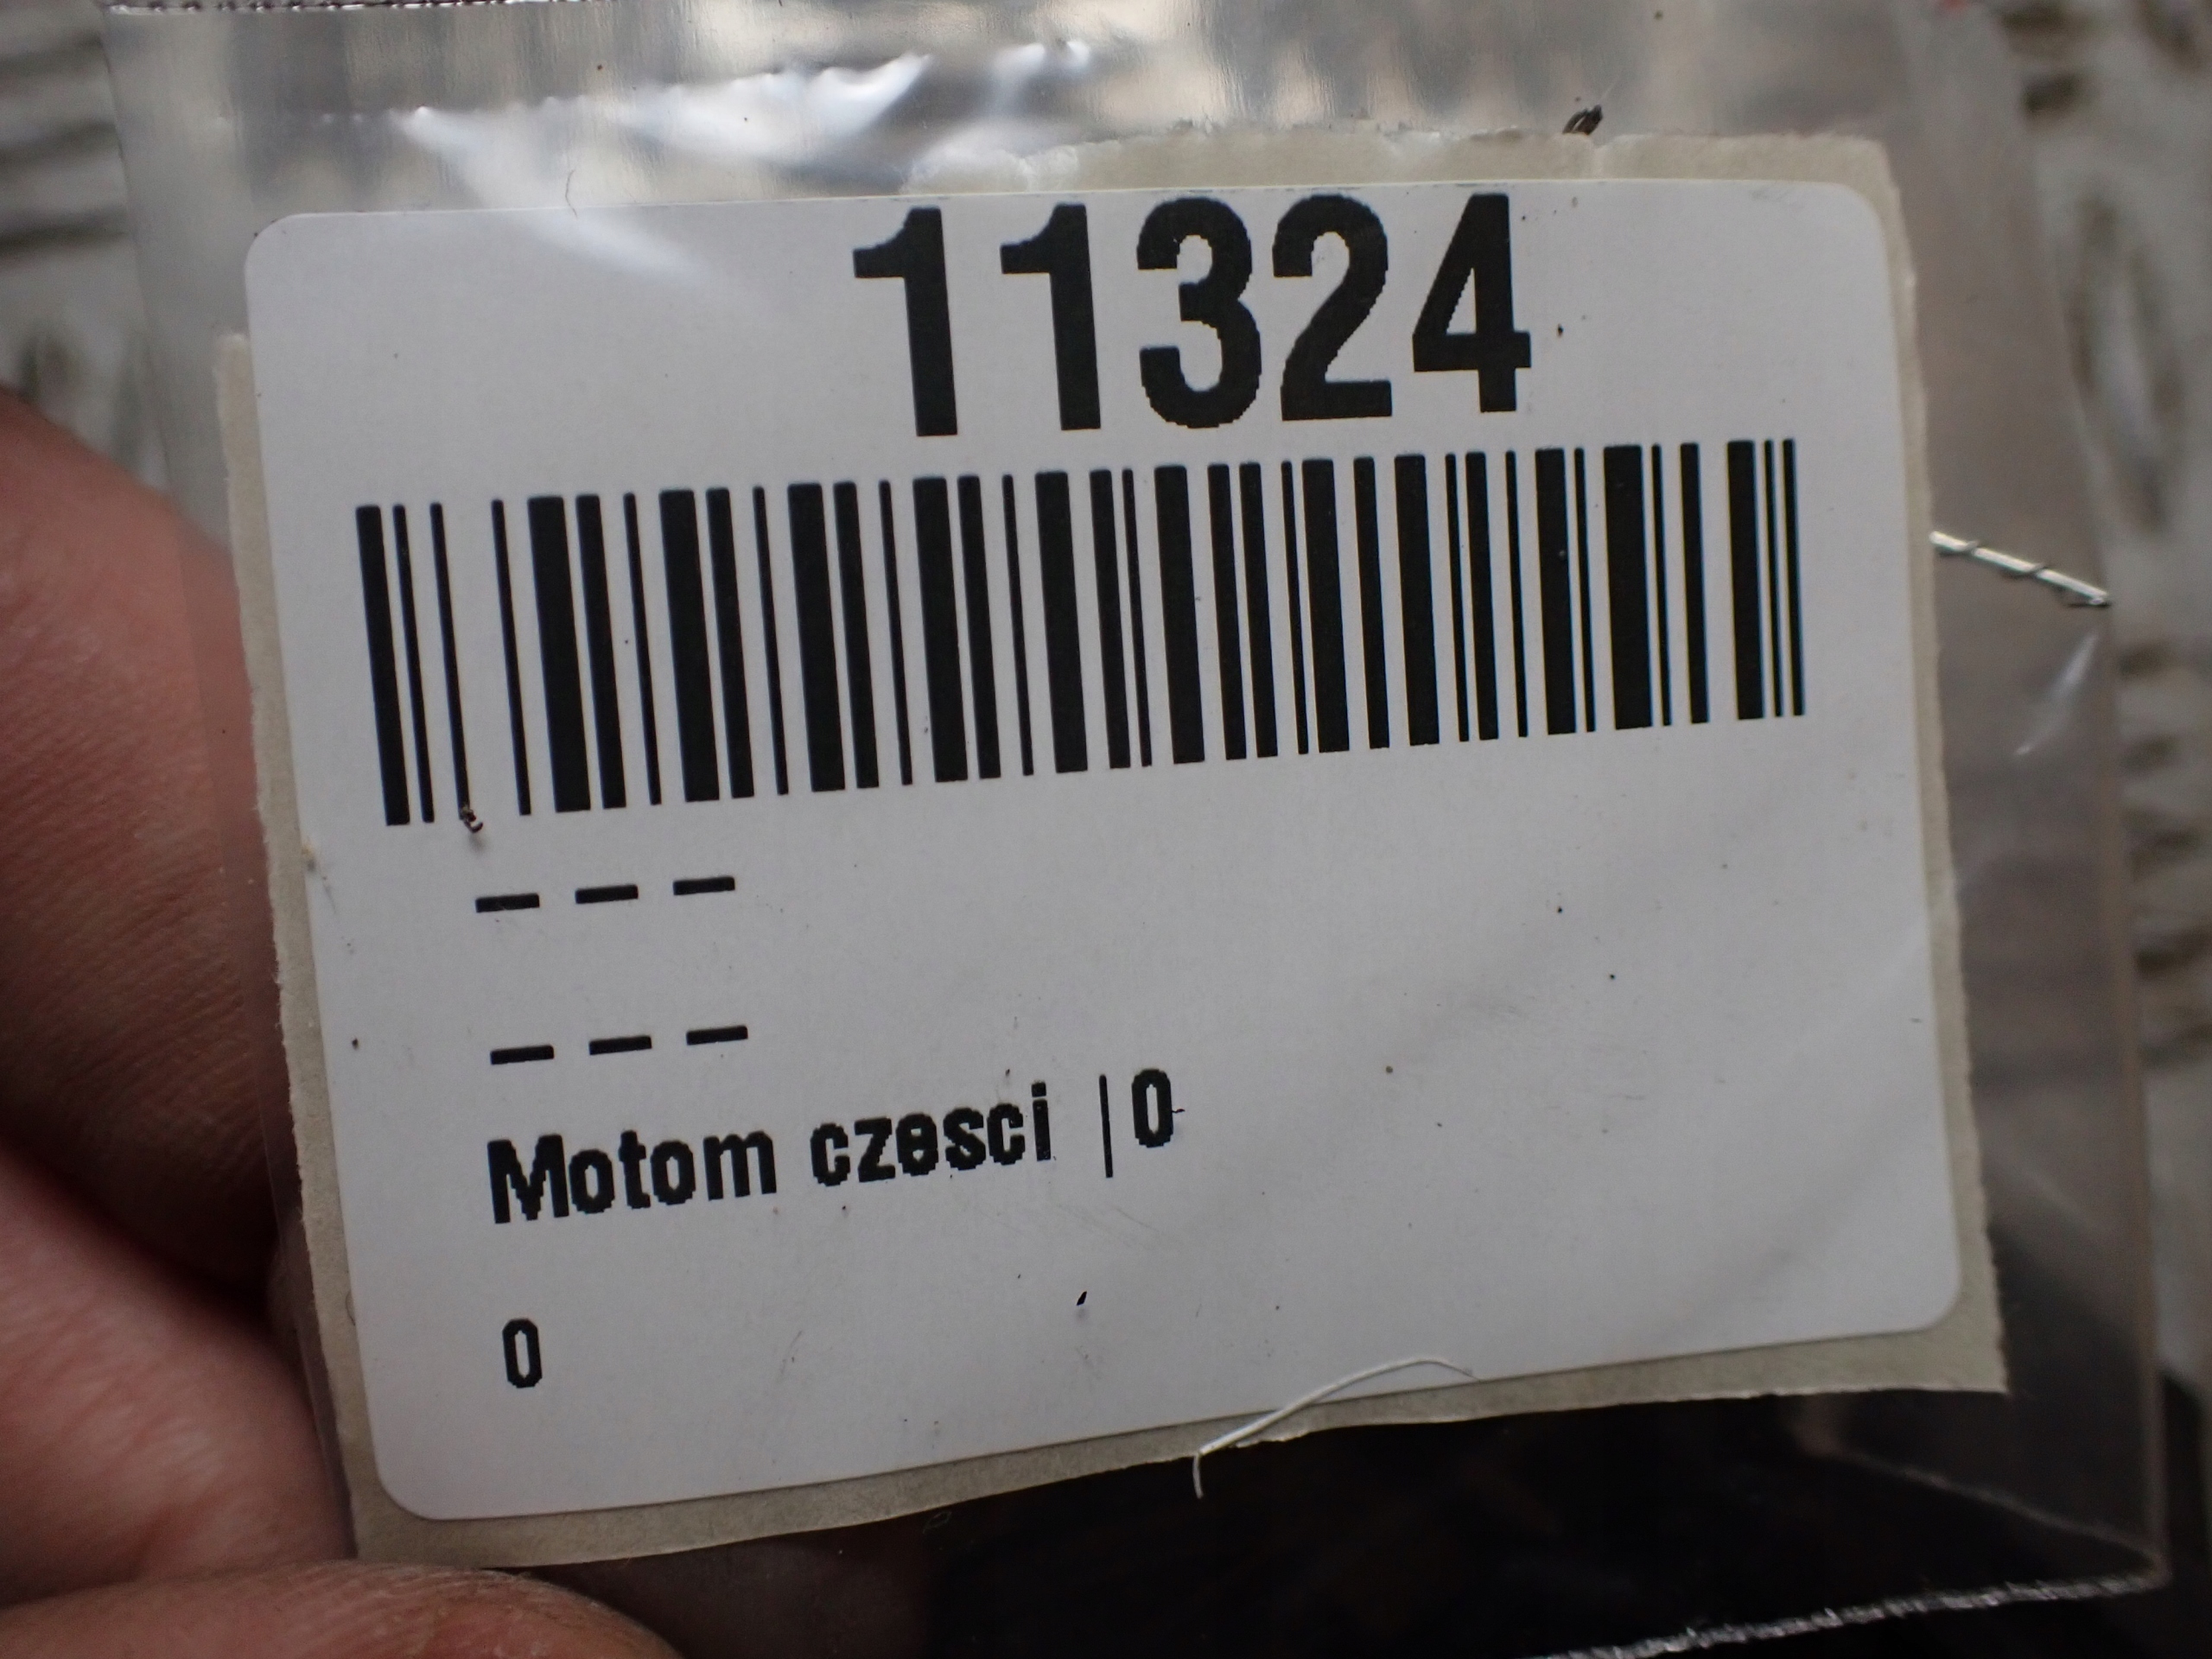 11324
– – –
– – –
Motom czesci |0
0